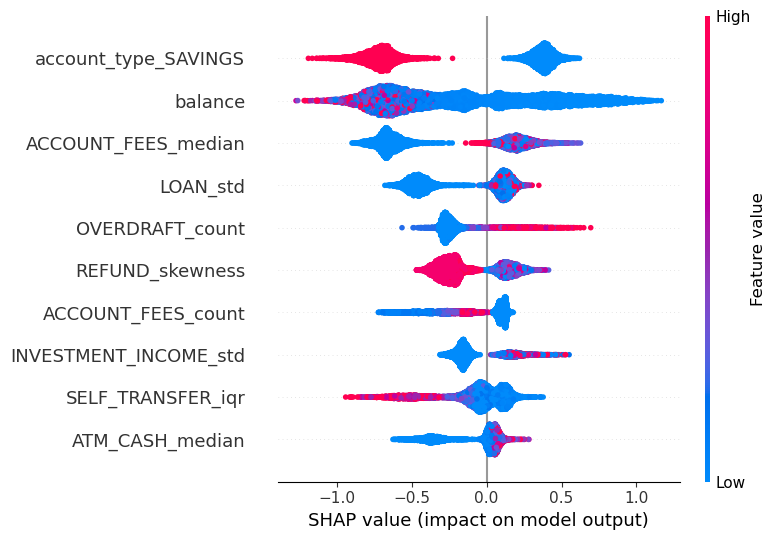 High
account_type_SAVINGS
balance
ACCOUNT_FEES_median
LOAN_std
OVERDRAFT_count
REFUND_skewness
ACCOUNT_FEES_count
INVESTMENT_INCOME_std
SELF_TRANSFER_iqr
ATM_CASH_median
Feature value
Low
−1.0 −0.5 0.0 0.5 1.0
SHAP value (impact on model output)